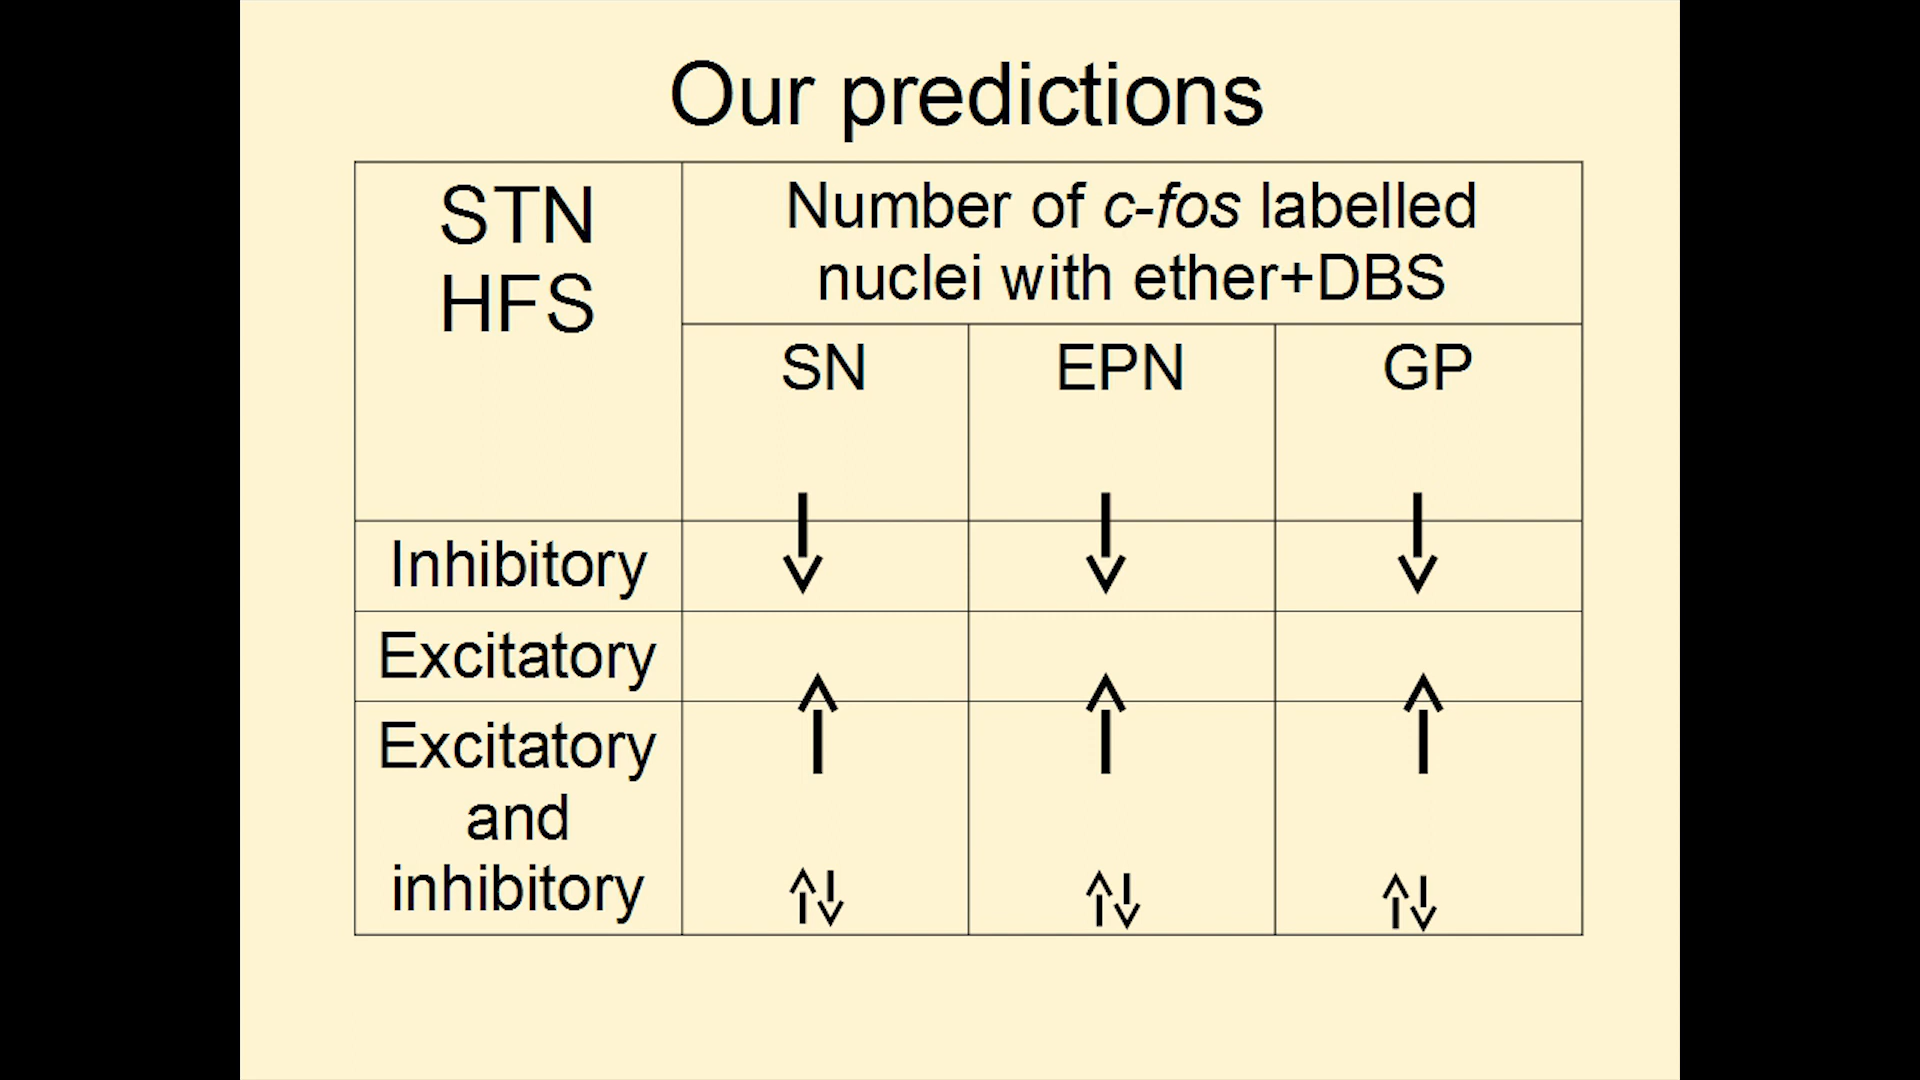 Our predictions
STN
HFS
Number of c-fos labelled
nuclei with ether+DBS
SN
EPN
GP
Inhibitory
Excitatory
Excitatory
and
inhibitory